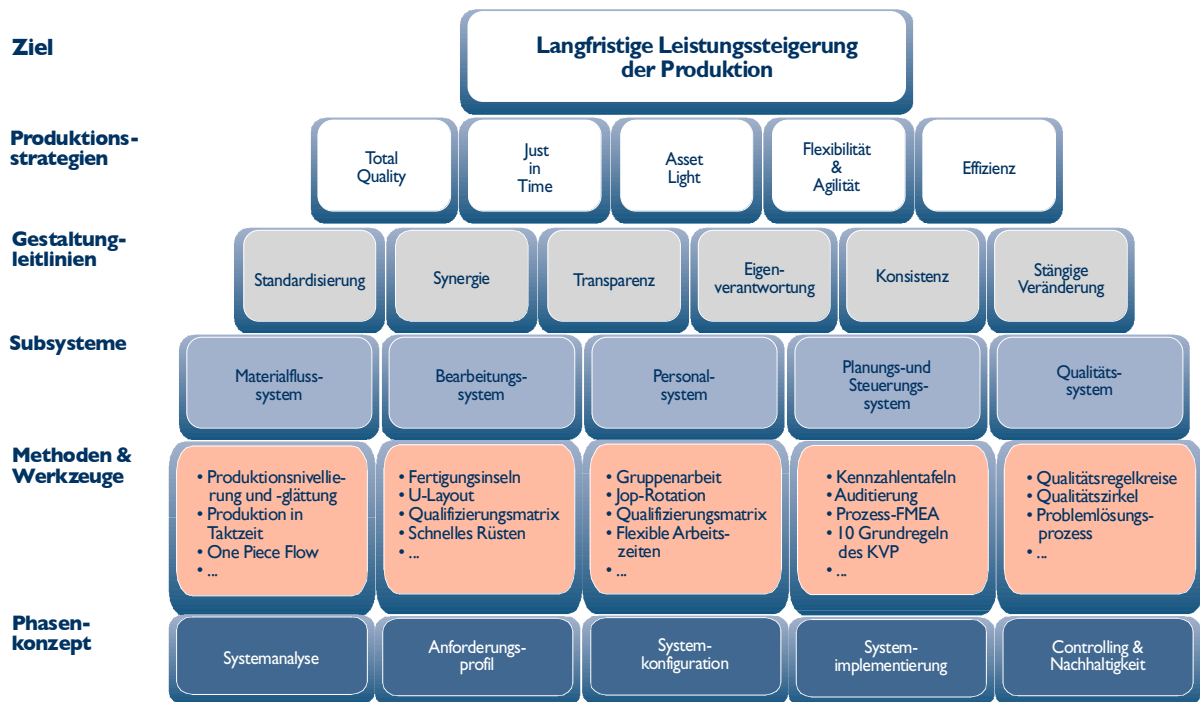 Ziel
Langfristige Leistungssteigerung
der Produktion
Produktions-
strategien
Total
Quality
Just
in
Time
Asset
Light
Flexibilität
&
Agilität
Effizienz
Gestaltung-
leitlinien
Standardisierung
Synergie
Transparenz
Eigen-
verantwortung
Konsistenz
Stängige
Veränderung
Subsysteme
Materialfluss-
system
Bearbeitungs-
system
Personal-
system
Planungs-und
Steuerungs-
system
Qualitäts-
system
Methoden &
Werkzeuge
• Produktionsnivellie-
rierung und -glättung
• Produktion in
Taktzeit
• One Piece Flow
• ...
• Fertigungsinseln
• U-Layout
• Qualifizierungsmatrix
• Schnelles Rüsten
• ...
• Gruppenarbeit
• Jop-Rotation
• Qualifizierungsmatrix
• Flexible Arbeits-
zeiten
• ...
• Kennzahlentafeln
• Auditierung
• Prozess-FMEA
• 10 Grundregeln
des KVP
• ...
• Qualitätsregelkreise
• Qualitätszirkel
• Problemlösungs-
prozess
• ...
Phasen-
konzept
Systemanalyse
Anforderungs-
profil
System-
konfiguration
System-
implementierung
Controlling &
Nachhaltigkeit